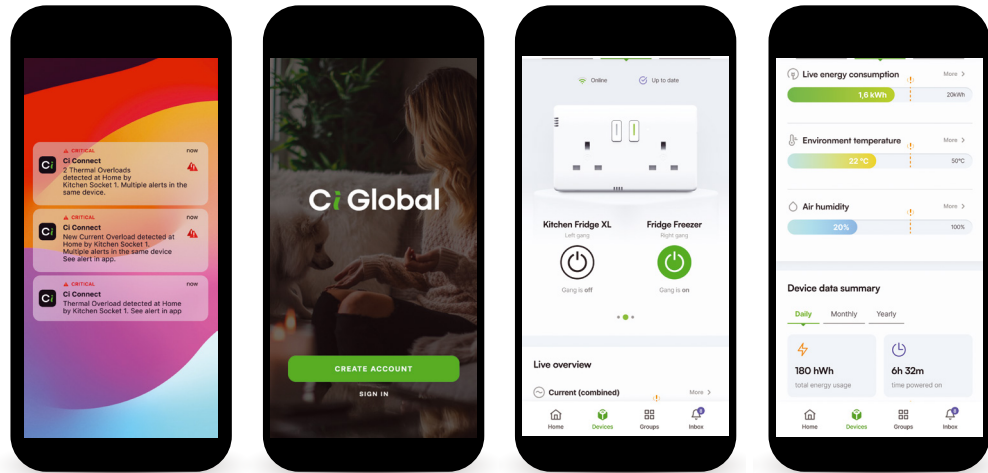 CRITICAL
now
Ci
Ci Connect
2 Thermal Overloads
detected at Home by
Kitchen Socket 1. Multiple alerts in the
same device.
CRITICAL
now
Ci
Ci Connect
New Current Overload detected at
Home by Kitchen Socket 1.
Multiple alerts in the same device
See alert in app.
CRITICAL
now
Ci
Ci Connect
Thermal Overload detected at Home
by Kitchen Socket 1. See alert in app
Ci Global
CREATE ACCOUNT
SIGN IN
Online
Up to date
Kitchen Fridge XL
Left gang
Gang is off
Fridge Freezer
Right gang
Gang is on
Live overview
Current (combined)
More >
Home
Devices
Groups
Inbox
Live energy consumption
More >
1,6 kWh
20kWh
Environment temperature
More >
22 °C
50°C
Air humidity
More >
20%
100%
Device data summary
Daily
Monthly
Yearly
180 hWh
total energy usage
6h 32m
time powered on
Home
Devices
Groups
Inbox